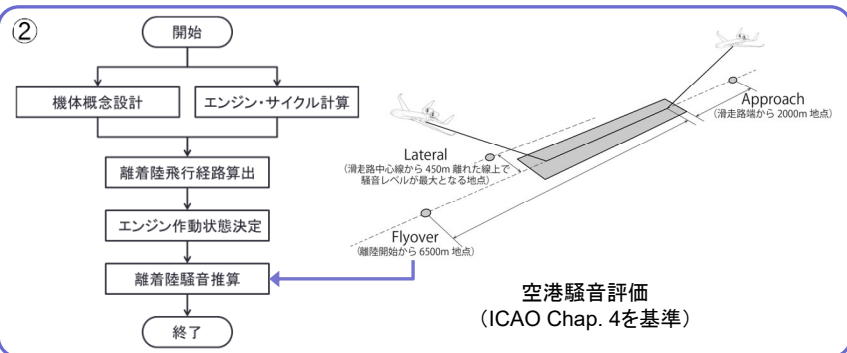 ②
開始
機体概念設計
エンジン・サイクル計算
離着陸飛行経路算出
エンジン作動状態決定
離着陸騒音推算
終了
Approach
(滑走路端から 2000m 地点)
Lateral
(滑走路中心線から 450m 離れた線上で
騒音レベルが最大となる地点)
Flyover
(離陸開始から 6500m 地点)
空港騒音評価
(ICAO Chap. 4を基準)